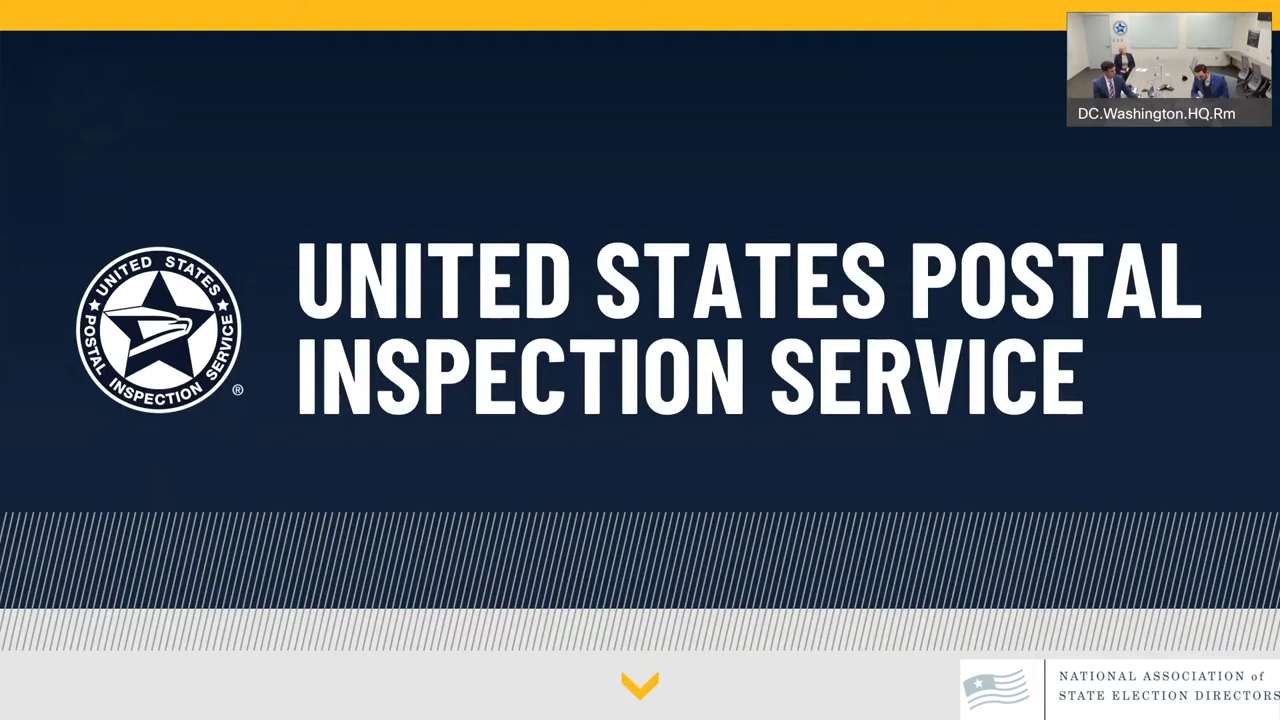 DC.Washington.HQ.Rm
UNITED STATES POSTAL
INSPECTION SERVICE
UNITED STATES
POSTAL INSPECTION SERVICE
®
NATIONAL ASSOCIATION of
STATE ELECTION DIRECTORS